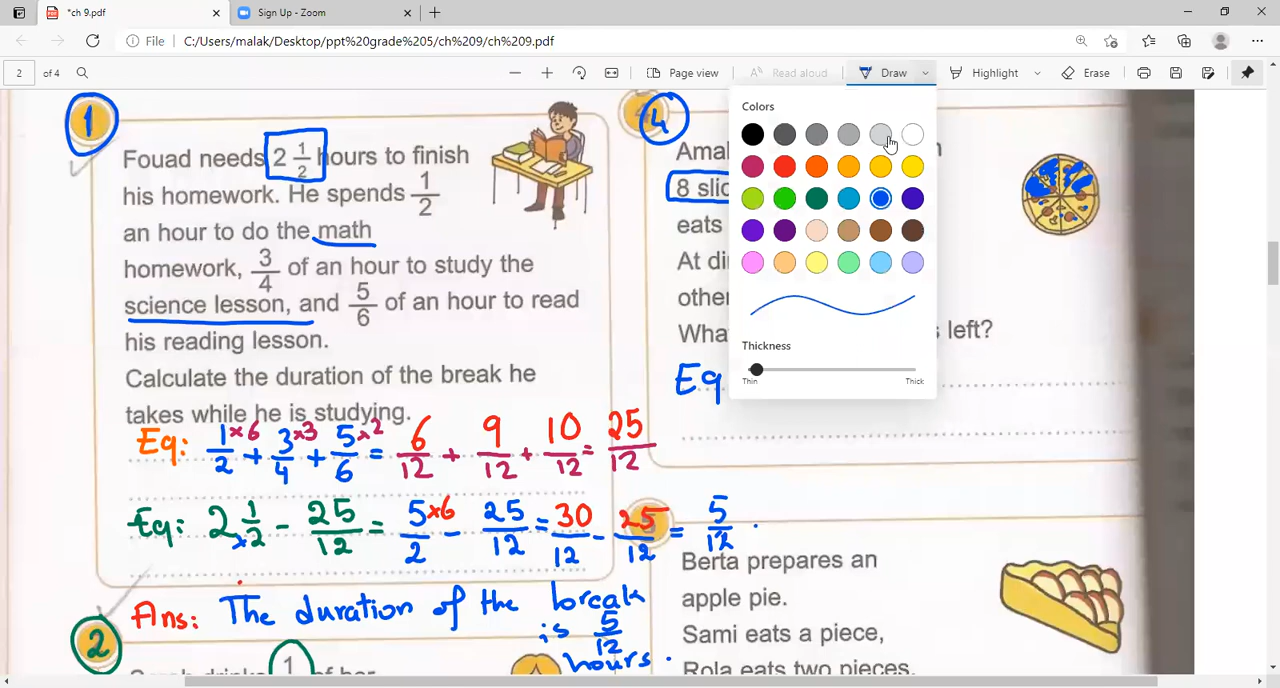 *ch 9.pdf
Sign Up - Zoom
File C:/Users/malak/Desktop/ppt%20grade%205/ch%209/ch%209.pdf
2 of 4 Page view Read aloud Draw Highlight Erase
Colors
Thickness
Thin Thick
1
Fouad needs 2 1/2 hours to finish
his homework. He spends 1/2
an hour to do the math
homework, 3/4 of an hour to study the
science lesson, and 5/6 of an hour to read
his reading lesson.
Calculate the duration of the break he
takes while he is studying.
Eq: 1/2 ×6 + 3/4 ×3 + 5/6 ×2 = 6/12 + 9/12 + 10/12 = 25/12
Eq: 2 1/2 - 25/12 = 5/2 ×6 - 25/12 = 30/12 - 25/12 = 5/12 .
Ans: The duration of the break
is 5/12
hours.
2
1
of her
4
Amal
8 slic
eats
At di
other
What
left?
Eq
Berta prepares an
apple pie.
Sami eats a piece,
Rola eats two pieces,